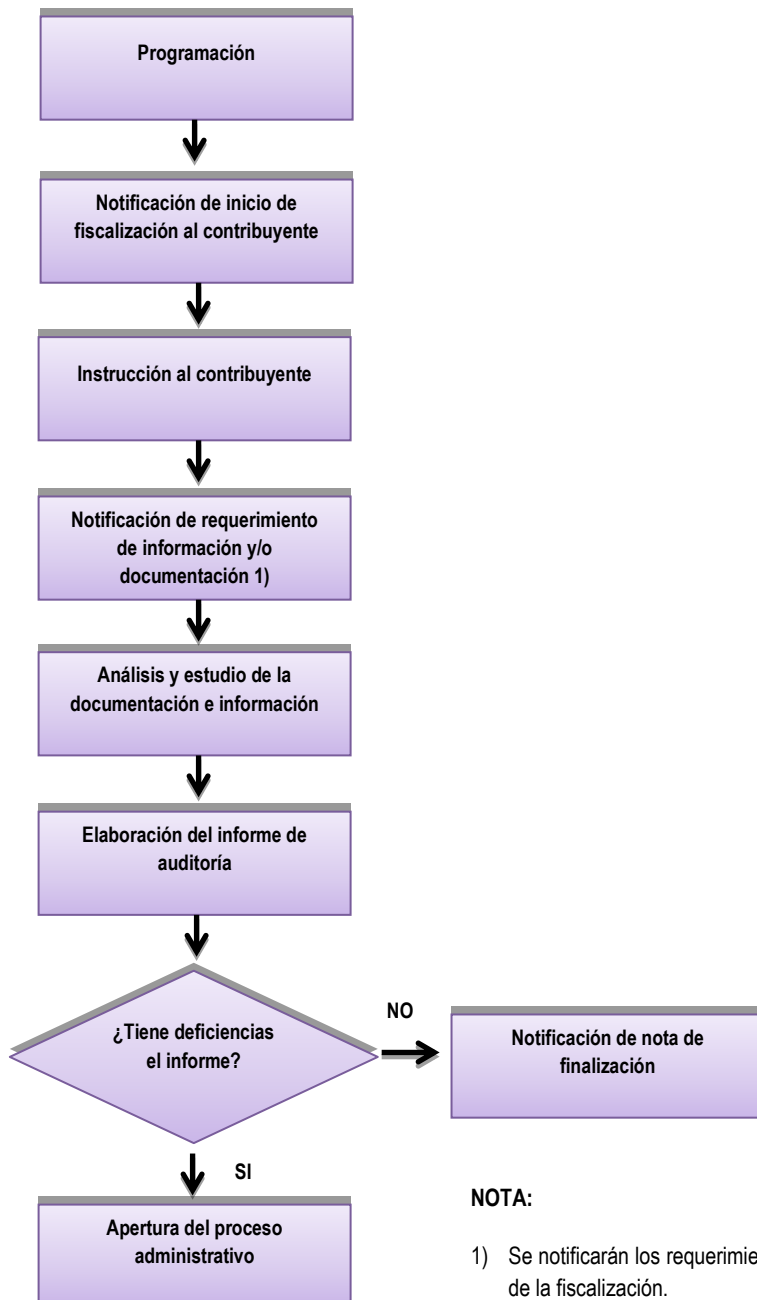 Programación
Notificación de inicio de
fiscalización al contribuyente
Instrucción al contribuyente
Notificación de requerimiento
de información y/o
documentación 1)
Análisis y estudio de la
documentación e información
Elaboración del informe de
auditoría
¿Tiene deficiencias
el informe?
NO
Notificación de nota de
finalización
SI
Apertura del proceso
administrativo
NOTA:
1) Se notificarán los
de la fiscalización.